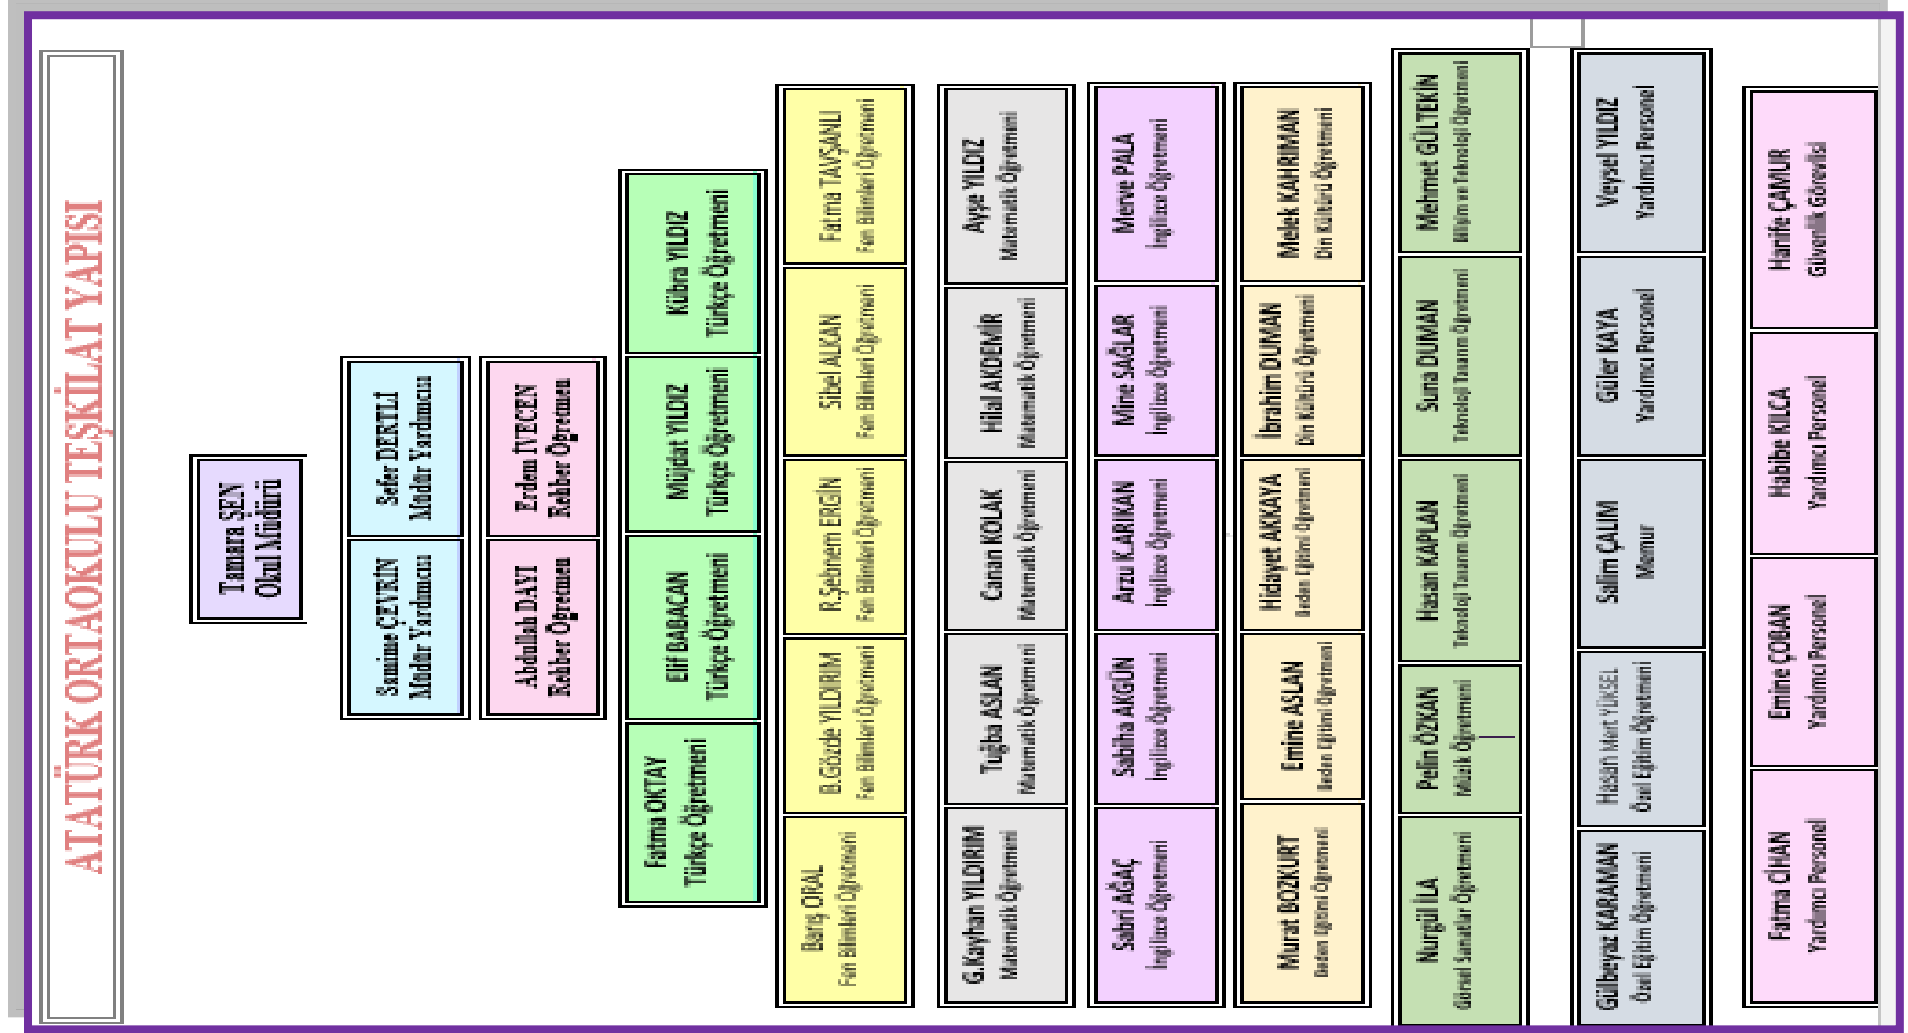 ATATÜRK ORTAOKULU TEŞKİLAT YAPISI
Tamara ŞEN
Okul Müdürü
Samime ÇEVRİN
Müdür Yardımcısı
Sefer DERTLİ
Müdür Yardımcısı
Abdullah DAYI
Rehber Öğretmen
Erdem İVECEN
Rehber Öğretmen
Fatma OKTAY
Türkçe Öğretmeni
Elif BABACAN
Türkçe Öğretmeni
Müjdat YILDIZ
Türkçe Öğretmeni
Kübra YILDIZ
Türkçe Öğretmeni
Barış ORAL
Fen Bilimleri Öğretmeni
B.Gözde YILDIRIM
Fen Bilimleri Öğretmeni
R.Şebnem ERGİN
Fen Bilimleri Öğretmeni
Sibel ALKAN
Fen Bilimleri Öğretmeni
Fatma TAVŞANLI
Fen Bilimleri Öğretmeni
G.Kayhan YILDIRIM
Matematik Öğretmeni
Tuğba ASLAN
Matematik Öğretmeni
Canan KOLAK
Matematik Öğretmeni
Hilal AKDEMİR
Matematik Öğretmeni
Ayşe YILDIZ
Matematik Öğretmeni
Sabri AĞAÇ
İngilizce Öğretmeni
Sabiha AKGÜN
İngilizce Öğretmeni
Arzu K.ARIKAN
İngilizce Öğretmeni
Mine SAĞLAR
İngilizce Öğretmeni
Merve PALA
İngilizce Öğretmeni
Murat BOZKURT
Beden Eğitimi Öğretmeni
Emine ASLAN
Beden Eğitimi Öğretmeni
Hidayet AKKAYA
Beden Eğitimi Öğretmeni
İbrahim DUMAN
Din Kültürü Öğretmeni
Melek KAHRIMAN
Din Kültürü Öğretmeni
Nurgül İLA
Görsel Sanatlar Öğretmeni
Pelin ÖZKAN
Müzik Öğretmeni
Hasan KAPLAN
Teknoloji Tasarım Öğretmeni
Suna DUMAN
Teknoloji Tasarım Öğretmeni
Mehmet GÜLTEKİN
Bilişim ve Teknoloji Öğretmeni
Gülbeyaz KARAMAN
Özel Eğitim Öğretmeni
Hasan Mert YÜKSEL
Özel Eğitim Öğretmeni
Salim ÇALIM
Memur
Güler KAYA
Yardımcı Personel
Veysel YILDIZ
Yardımcı Personel
Fatma CİHAN
Yardımcı Personel
Emine ÇOBAN
Yardımcı Personel
Habibe KILCA
Yardımcı Personel
Hanife ÇAMUR
Güvenlik Görevlisi